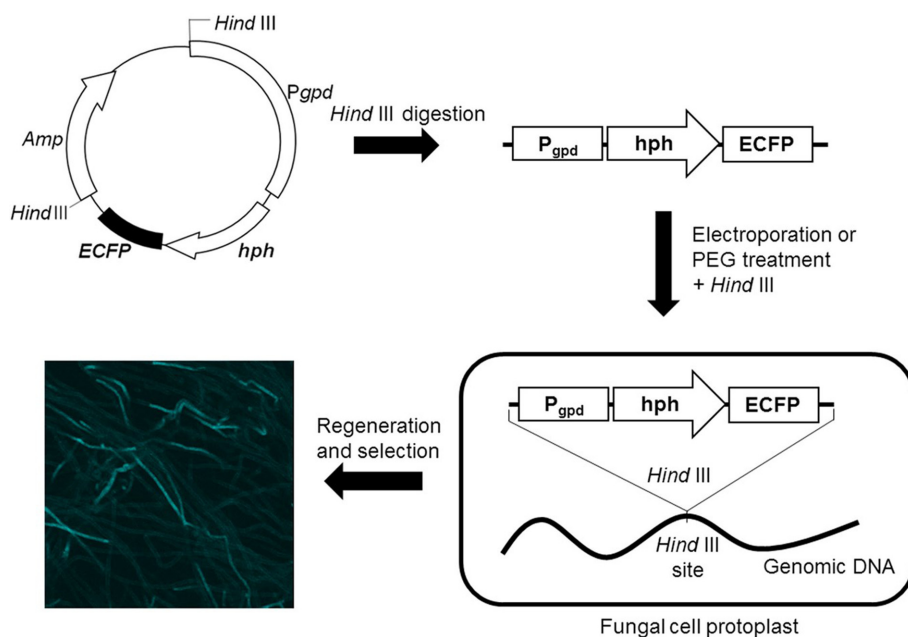 Hind III
Pgpd
Amp
Hind III
ECFP
hph
Hind III digestion
Pgpd
hph
ECFP
Electroporation or
PEG treatment
+ Hind III
Pgpd
hph
ECFP
Hind III
Hind III
site
Genomic DNA
Fungal cell protoplast
Regeneration
and selection